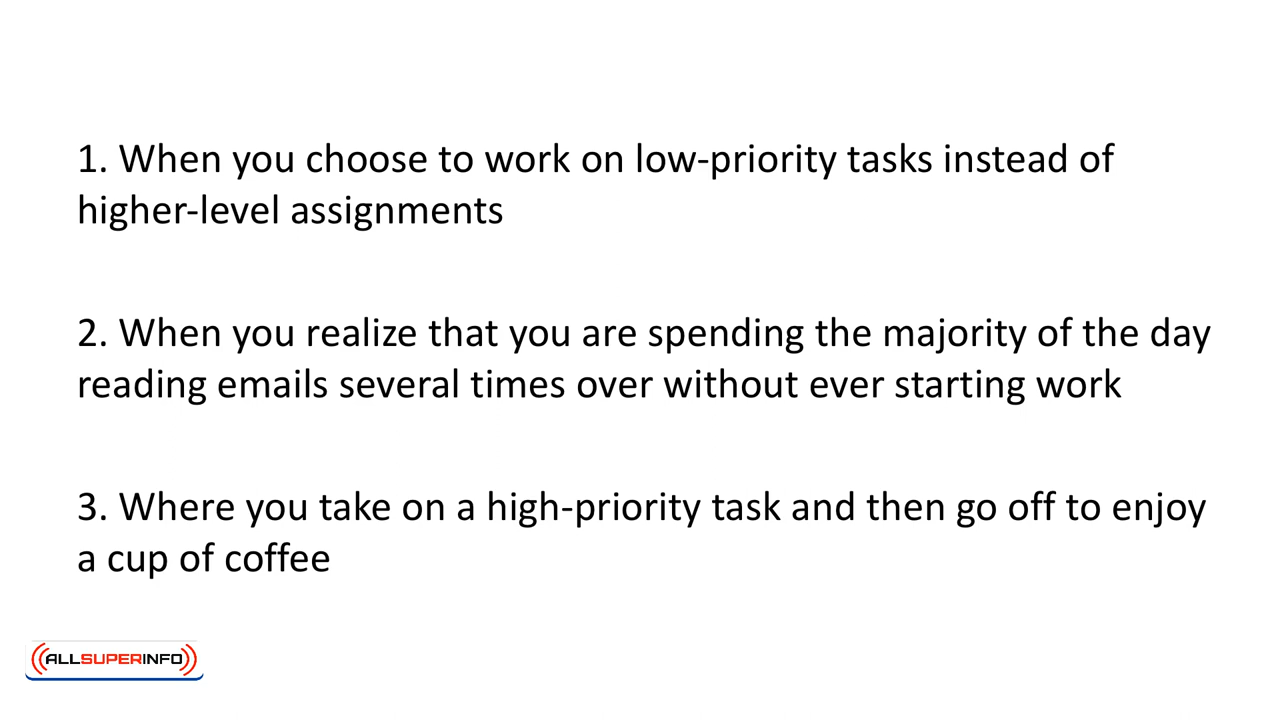 1. When you choose to work on low-priority tasks instead of
higher-level assignments
2. When you realize that you are spending the majority of the day
reading emails several times over without ever starting work
3. Where you take on a high-priority task and then go off to enjoy
a cup of coffee
ALLSUPERINFO